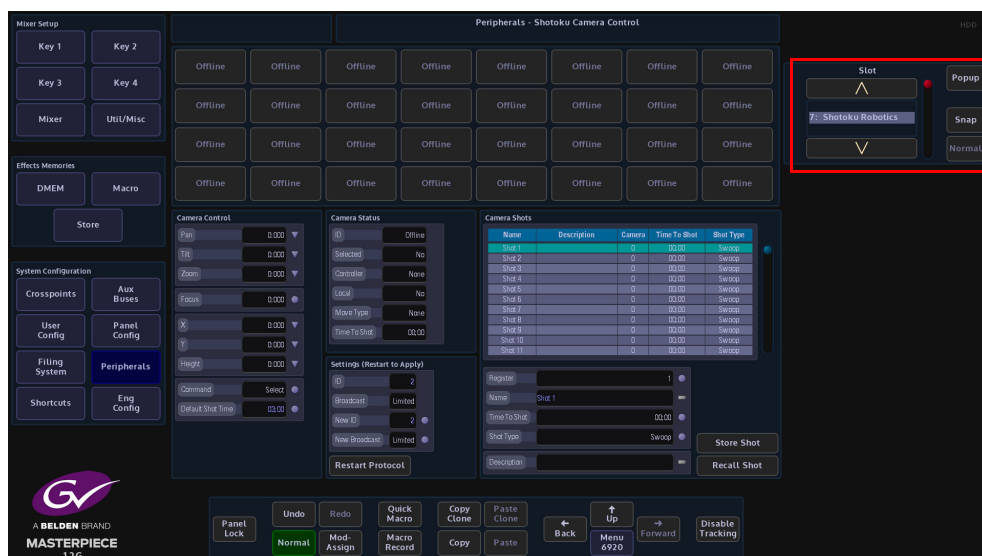 Mixer Setup
Key 1
Key 2
Key 3
Key 4
Mixer
Util/Misc
Effects Memories
DMEM
Macro
Store
System Configuration
Crosspoints
Aux
Buses
User
Config
Panel
Config
Filing
System
Peripherals
Shortcuts
Eng
Config
A BELDEN BRAND
MASTERPIECE
12G
Peripherals - Shotoku Camera Control
HDD
Offline Offline Offline Offline Offline Offline Offline Offline
Offline Offline Offline Offline Offline Offline Offline Offline
Offline Offline Offline Offline Offline Offline Offline Offline
Offline Offline Offline Offline Offline Offline Offline Offline
Slot
7: Shotoku Robotics
Popup
Snap
Normal
Camera Control
Pan 0.000
Tilt 0.000
Zoom 0.000
Focus 0.000
X 0.000
Y 0.000
Height 0.000
Command Select
Default Shot Time 03:00
Camera Status
ID Offline
Selected No
Controller None
Local No
Move Type None
Time To Shot 00:00
Settings (Restart to Apply)
ID 2
Broadcast Limited
New ID 2
New Broadcast Limited
Restart Protocol
Camera Shots
Name Description Camera Time To Shot Shot Type
Shot 1 0 00:00 Swoop
Shot 2 0 00:00 Swoop
Shot 3 0 00:00 Swoop
Shot 4 0 00:00 Swoop
Shot 5 0 00:00 Swoop
Shot 6 0 00:00 Swoop
Shot 7 0 00:00 Swoop
Shot 8 0 00:00 Swoop
Shot 9 0 00:00 Swoop
Shot 10 0 00:00 Swoop
Shot 11 0 00:00 Swoop
Register 1
Name Shot 1
Time To Shot 00:00
Shot Type Swoop
Description
Store Shot
Recall Shot
Panel
Lock
Undo
Redo
Normal
Mod-
Assign
Quick
Macro
Macro
Record
Copy
Clone
Paste
Clone
Copy
Paste
Back
Up
Menu
6920
Forward
Disable
Tracking